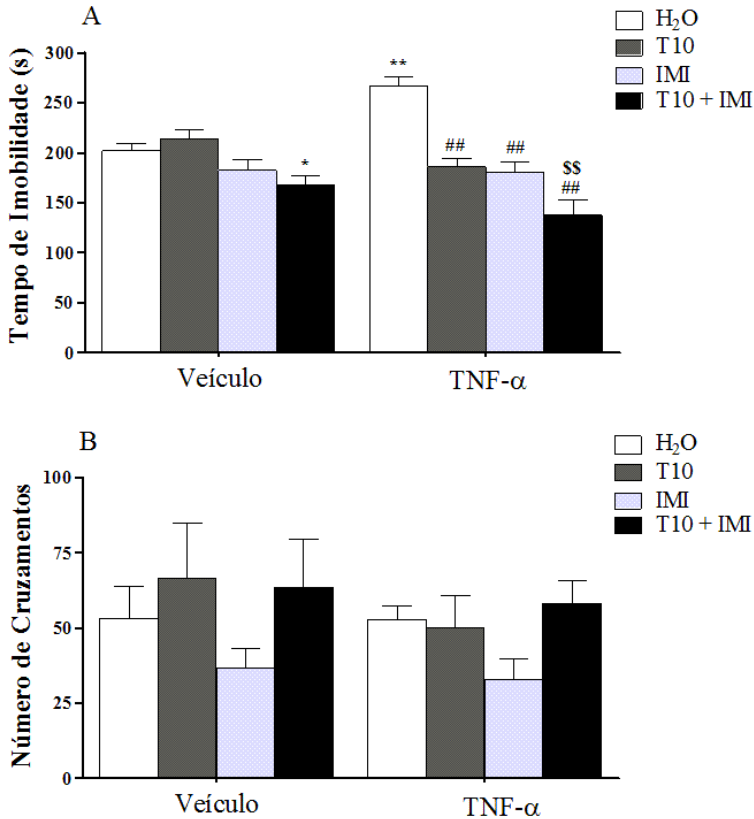 A
H₂O
T10
IMI
T10 + IMI
Tempo de Imobilidade (s)
300
250
200
150
100
50
0
**
*
##
##
$$
##
Veículo
TNF-α
B
H₂O
T10
IMI
T10 + IMI
Número de Cruzamentos
100
75
50
25
0
Veículo
TNF-α